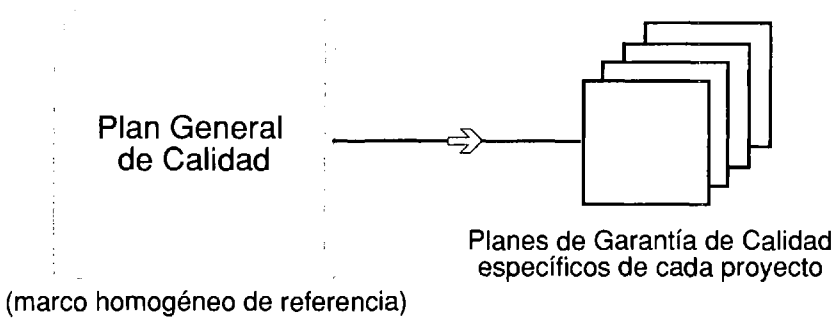 Plan General
de Calidad
(marco homogéneo de referencia)
Planes de Garantía de Calidad
específicos de cada proyecto